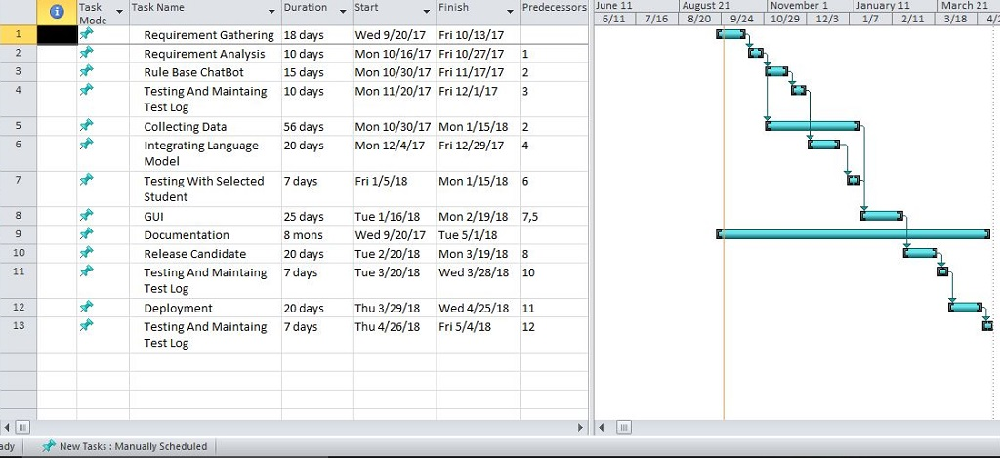 Task Mode Task Name Duration Start Finish Predecessors
June 11 August 21 November 1 January 11 March 21
6/11 7/16 8/20 9/24 10/29 12/3 1/7 2/11 3/18 4/2
1 Requirement Gathering 18 days Wed 9/20/17 Fri 10/13/17
2 Requirement Analysis 10 days Mon 10/16/17 Fri 10/27/17 1
3 Rule Base ChatBot 15 days Mon 10/30/17 Fri 11/17/17 2
4 Testing And Maintaing 10 days Mon 11/20/17 Fri 12/1/17 3
Test Log
5 Collecting Data 56 days Mon 10/30/17 Mon 1/15/18 2
6 Integrating Language 20 days Mon 12/4/17 Fri 12/29/17 4
Model
7 Testing With Selected 7 days Fri 1/5/18 Mon 1/15/18 6
Student
8 GUI 25 days Tue 1/16/18 Mon 2/19/18 7,5
9 Documentation 8 mons Wed 9/20/17 Tue 5/1/18
10 Release Candidate 20 days Tue 2/20/18 Mon 3/19/18 8
11 Testing And Maintaing 7 days Tue 3/20/18 Wed 3/28/18 10
Test Log
12 Deployment 20 days Thu 3/29/18 Wed 4/25/18 11
13 Testing And Maintaing 7 days Thu 4/26/18 Fri 5/4/18 12
Test Log
ady New Tasks : Manually Scheduled